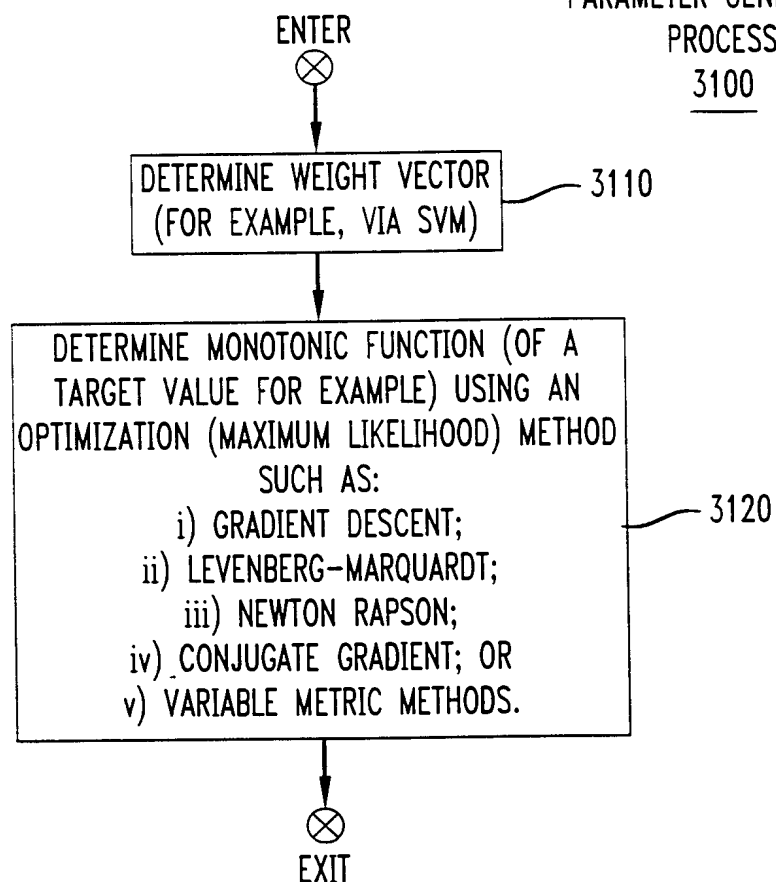 PARAMETER
PROCESS
3100
ENTER
DETERMINE WEIGHT VECTOR
(FOR EXAMPLE, VIA SVM)
3110
DETERMINE MONOTONIC FUNCTION (OF A
TARGET VALUE FOR EXAMPLE) USING AN
OPTIMIZATION (MAXIMUM LIKELIHOOD) METHOD
SUCH AS:
i) GRADIENT DESCENT;
ii) LEVENBERG-MARQUARDT;
iii) NEWTON RAPSON;
iv) CONJUGATE GRADIENT; OR
v) VARIABLE METRIC METHODS.
3120
EXIT